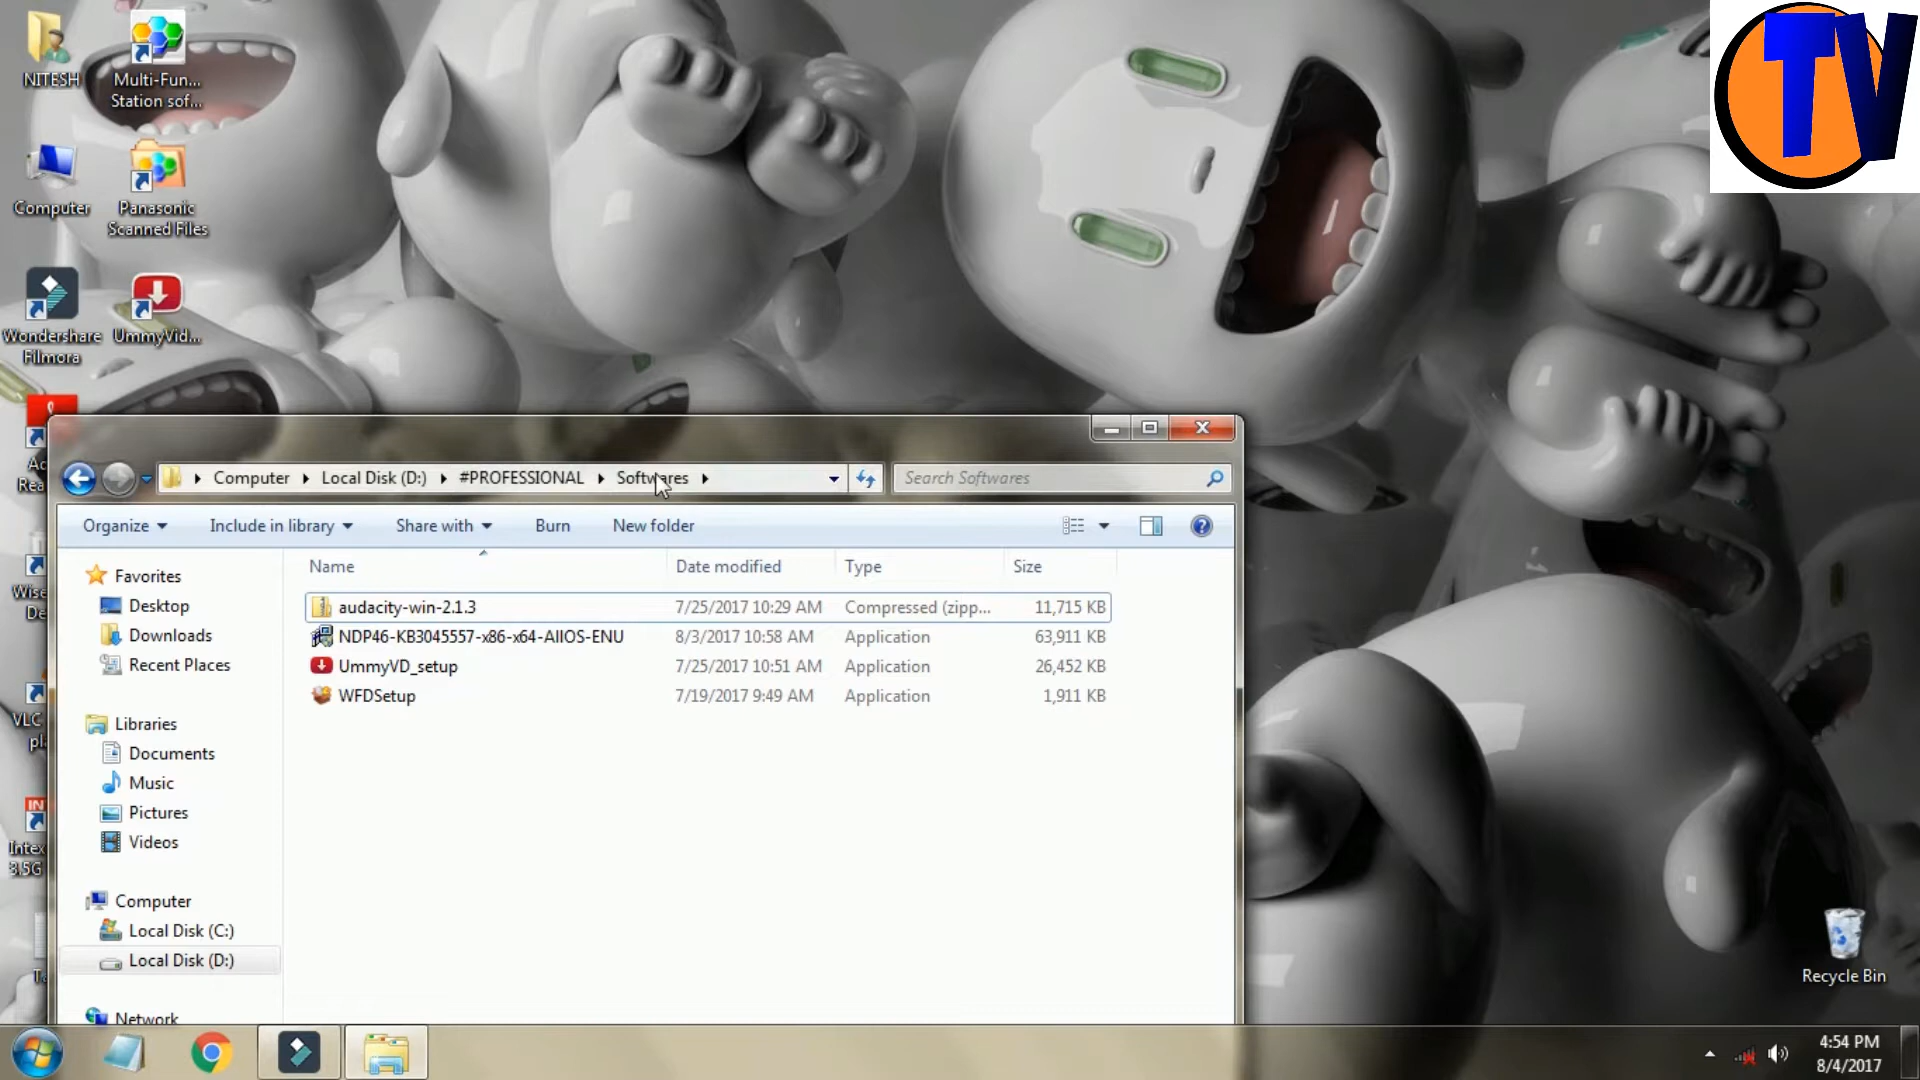 TV
NITESH
Multi-Fun...
Station sof...
Computer
Panasonic
Scanned Files
Wondershare
Filmora
UmmyVid...
Ac
Rea
Wise
De
VLC
pl
IN
Intex
3.5G
Computer
Local Disk (D:)
#PROFESSIONAL
Softwares
Search Softwares
Organize
Include in library
Share with
Burn
New folder
Name
Date modified
Type
Size
Favorites
Desktop
Downloads
Recent Places
Libraries
Documents
Music
Pictures
Videos
Computer
Local Disk (C:)
Local Disk (D:)
Network
audacity-win-2.1.3 7/25/2017 10:29 AM Compressed (zipp... 11,715 KB
NDP46-KB3045557-x86-x64-AllOS-ENU 8/3/2017 10:58 AM Application 63,911 KB
UmmyVD_setup 7/25/2017 10:51 AM Application 26,452 KB
WFDSetup 7/19/2017 9:49 AM Application 1,911 KB
Recycle Bin
4:54 PM
8/4/2017